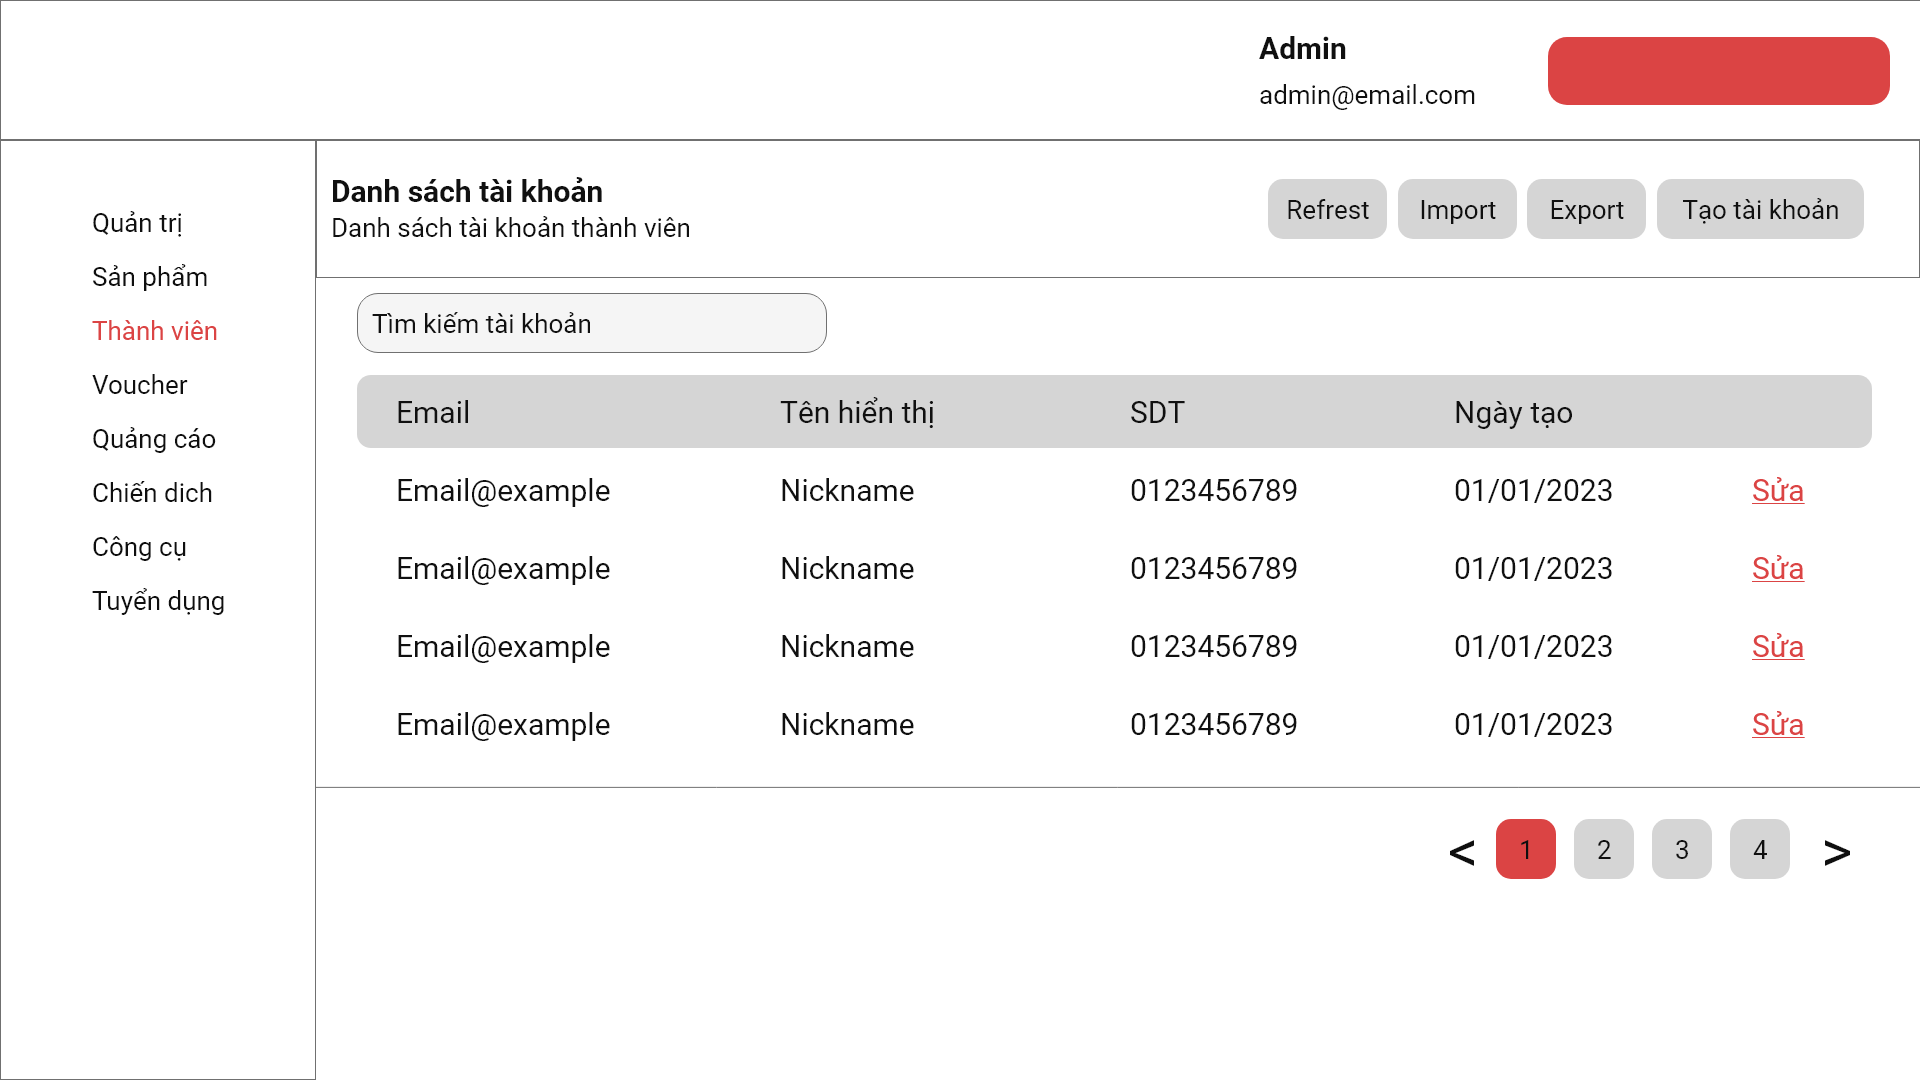 Admin
admin@email.com
Quản trị
Sản phẩm
Thành viên
Voucher
Quảng cáo
Chiến dich
Công cụ
Tuyển dụng
Danh sách tài khoản
Danh sách tài khoản thành viên
Refrest Import Export Tạo tài khoản
Tìm kiếm tài khoản
Email Tên hiển thị SDT Ngày tạo
Email@example Nickname 0123456789 01/01/2023 Sửa
Email@example Nickname 0123456789 01/01/2023 Sửa
Email@example Nickname 0123456789 01/01/2023 Sửa
Email@example Nickname 0123456789 01/01/2023 Sửa
< 1 2 3 4 >